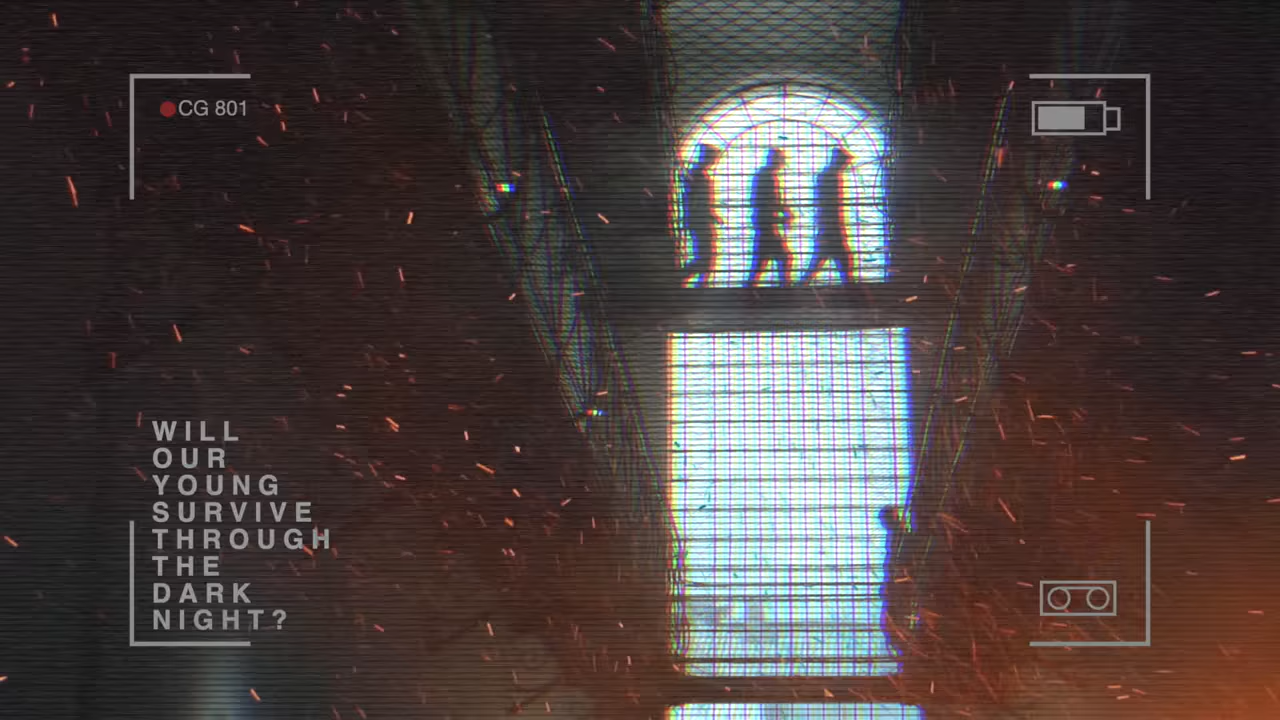 CG 801
WILL
OUR
YOUNG
SURVIVE
THROUGH
THE
DARK
NIGHT?